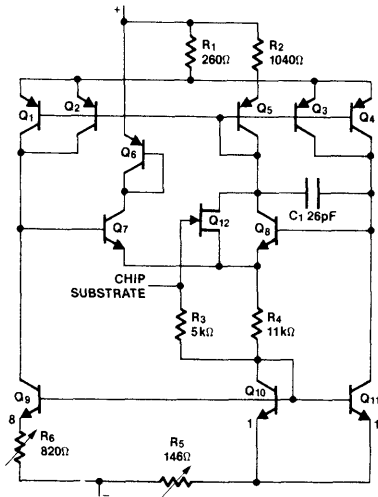 +
R1
260Ω
R2
1040Ω
Q1
Q2
Q5
Q3
Q4
Q6
C1 26pF
Q12
Q7
Q8
CHIP
SUBSTRATE
R3
5kΩ
R4
11kΩ
Q9
Q10
Q11
8
1
1
R6
820Ω
R5
146Ω
−